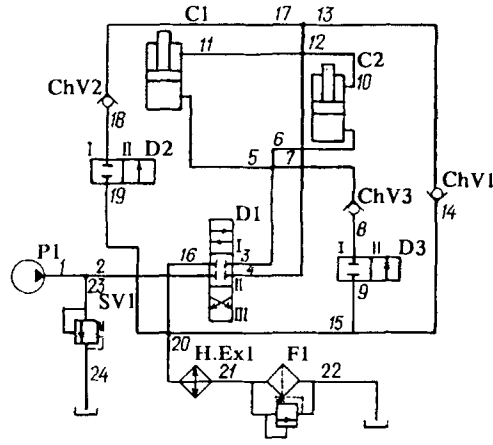 C1 17 13
11 12 C2
10
ChV2
18
6
I II D2
5 7
19
ChV3
ChV1
14
8
D1
I
16 3
P1 1 2 4
I II D3
9
23 II
SV1 III
15
20
24
H.Ex1 F1
21 22